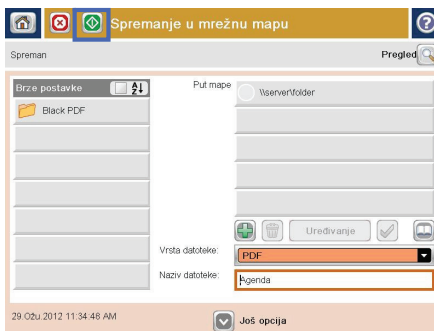 Spremanje u mrežnu mapu
Spreman
Pregled
Brze postavke
Put mape
\\server\folder
Black PDF
Uređivanje
Vrsta datoteke:
PDF
Naziv datoteke:
Agenda
29.Ožu.2012 11:34:46 AM
Još opcija